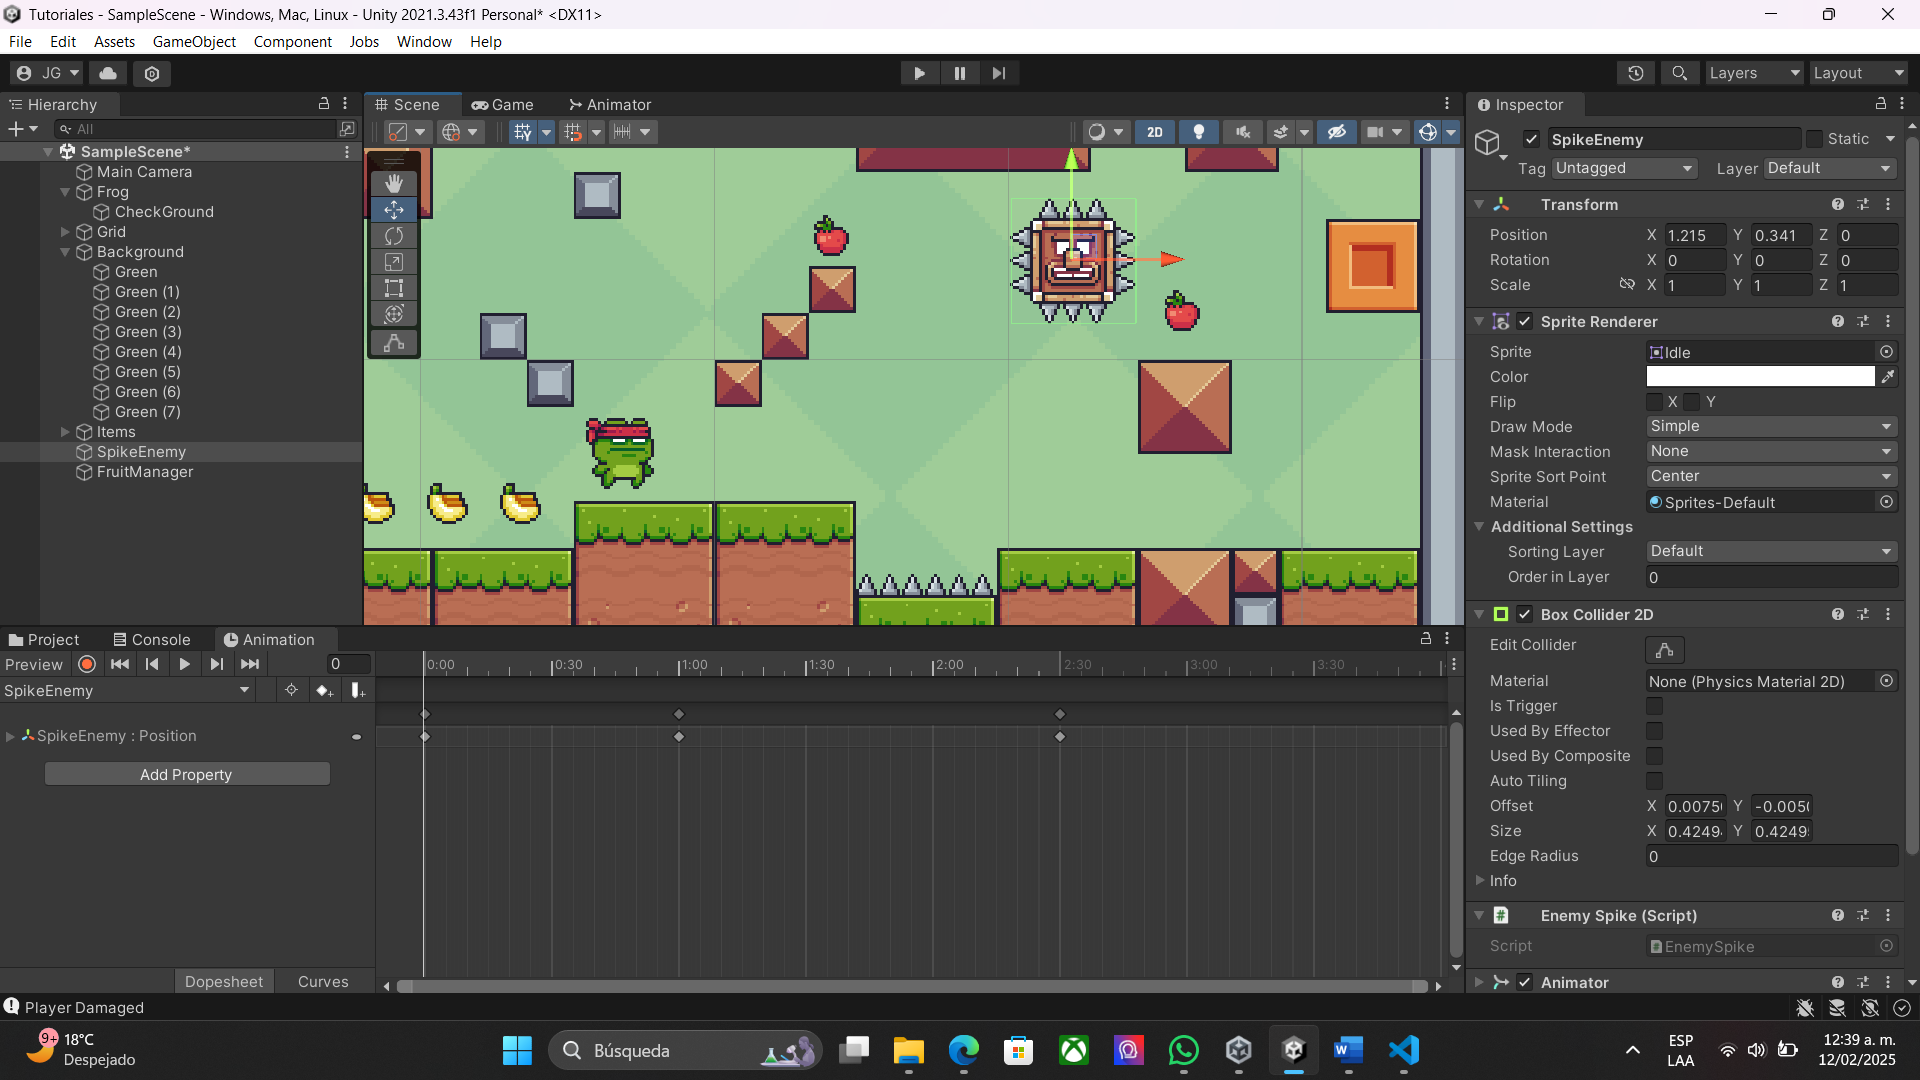 Tutoriales - SampleScene - Windows, Mac, Linux - Unity 2021.3.43f1 Personal* <DX11>
File Edit Assets GameObject Component Jobs Window Help
JG Layers Layout
Hierarchy
All
SampleScene*
Main Camera
Frog
CheckGround
Grid
Background
Green
Green (1)
Green (2)
Green (3)
Green (4)
Green (5)
Green (6)
Green (7)
Items
SpikeEnemy
FruitManager
Scene Game Animator
2D
Inspector
SpikeEnemy Static
Tag Untagged Layer Default
Transform
Position X 1.215 Y 0.341 Z 0
Rotation X 0 Y 0 Z 0
Scale X 1 Y 1 Z 1
Sprite Renderer
Sprite Idle
Color
Flip X Y
Draw Mode Simple
Mask Interaction None
Sprite Sort Point Center
Material Sprites-Default
Additional Settings
Sorting Layer Default
Order in Layer 0
Box Collider 2D
Edit Collider
Material None (Physics Material 2D)
Is Trigger
Used By Effector
Used By Composite
Auto Tiling
Offset X 0.0075 Y -0.005
Size X 0.4249 Y 0.4249
Edge Radius 0
Info
Enemy Spike (Script)
Script EnemySpike
Animator
Project Console Animation
Preview 0 0:00 0:30 1:00 1:30 2:00 2:30 3:00 3:30
SpikeEnemy
SpikeEnemy : Position
Add Property
Dopesheet Curves
Player Damaged
9+ 18°C
Despejado
Búsqueda
ESP
LAA
12:39 a. m.
12/02/2025